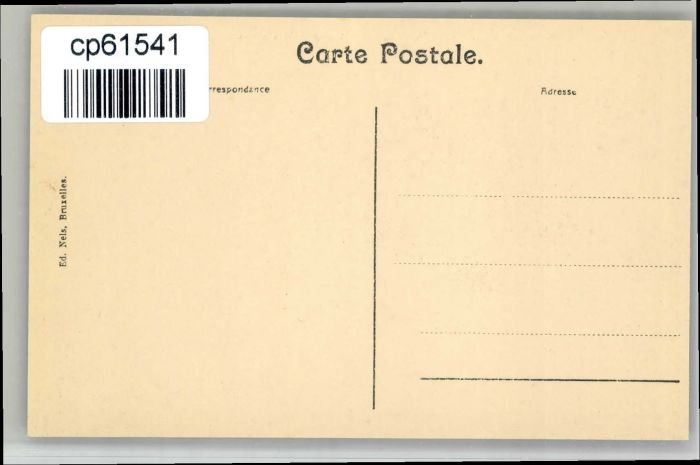 cp61541
Carte Postale.
rrespondance
Adresse
Ed. Nels, Bruxelles.